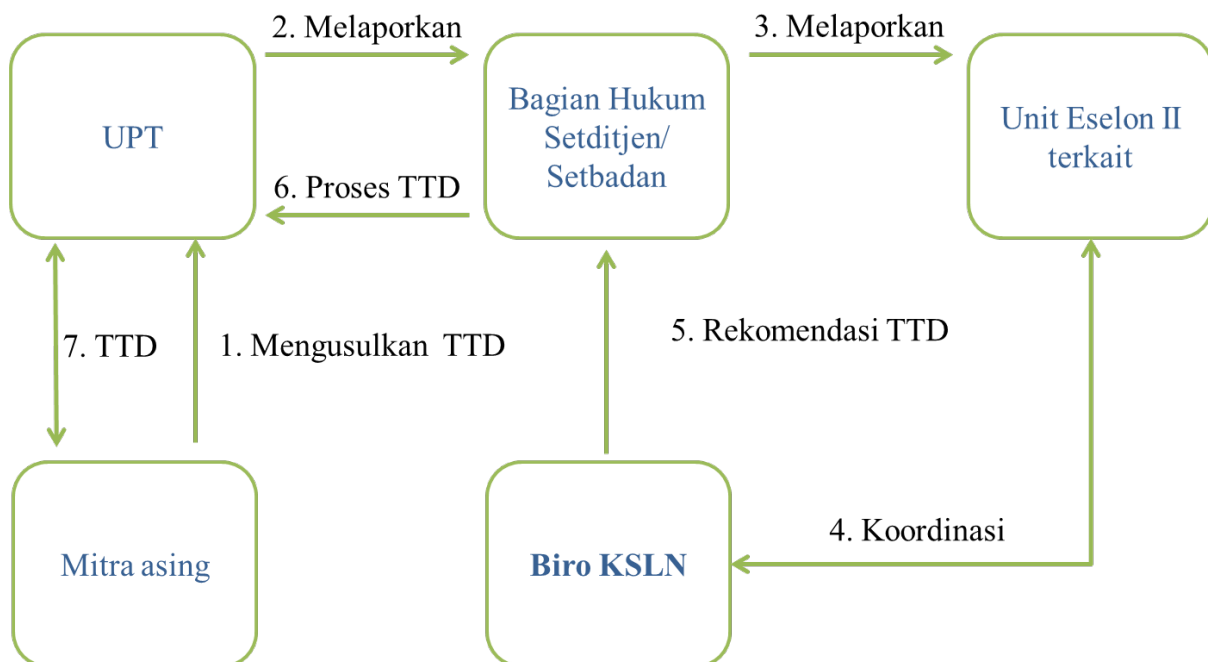 2. Melaporkan
3. Melaporkan
UPT
Bagian Hukum
Setditjen/
Setbadan
Unit Eselon II
terkait
6. Proses TTD
7. TTD
1. Mengusulkan TTD
5. Rekomendasi TTD
4. Koordinasi
Mitra asing
Biro KSLN